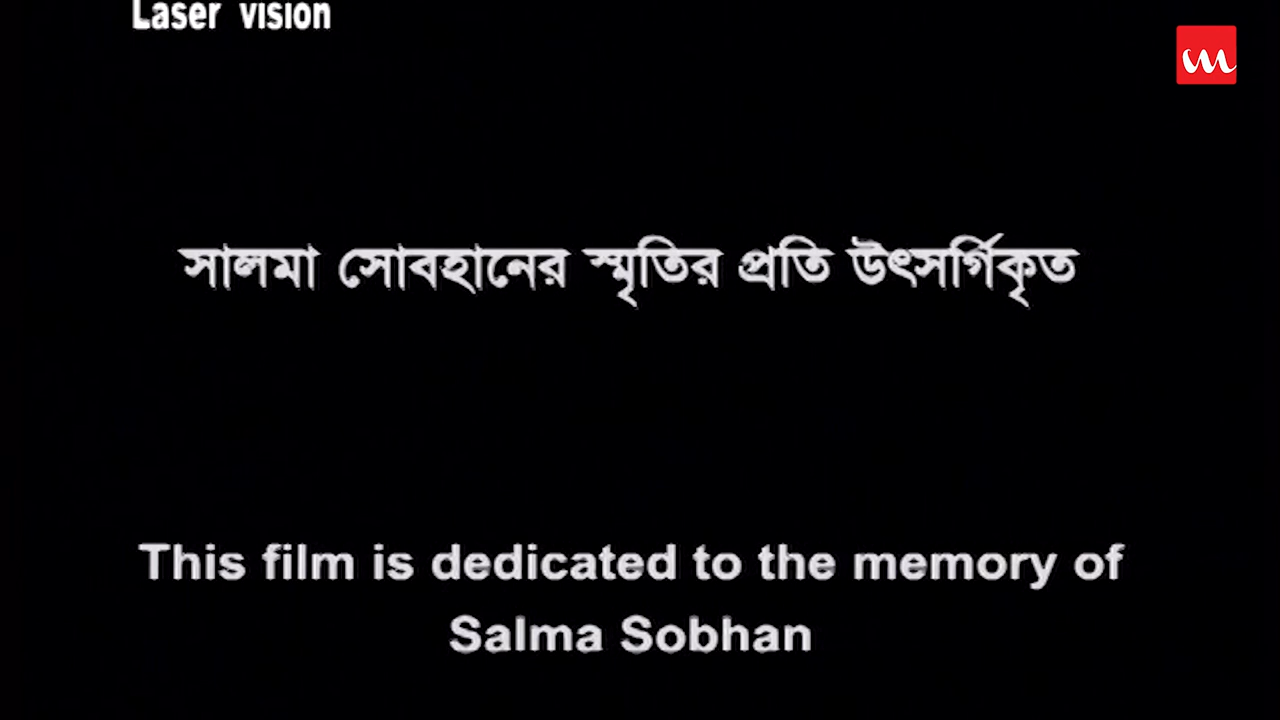 Laser vision
সালমা সোবহানের স্মৃতির প্রতি উৎসর্গিকৃত
This film is dedicated to the memory of
Salma Sobhan